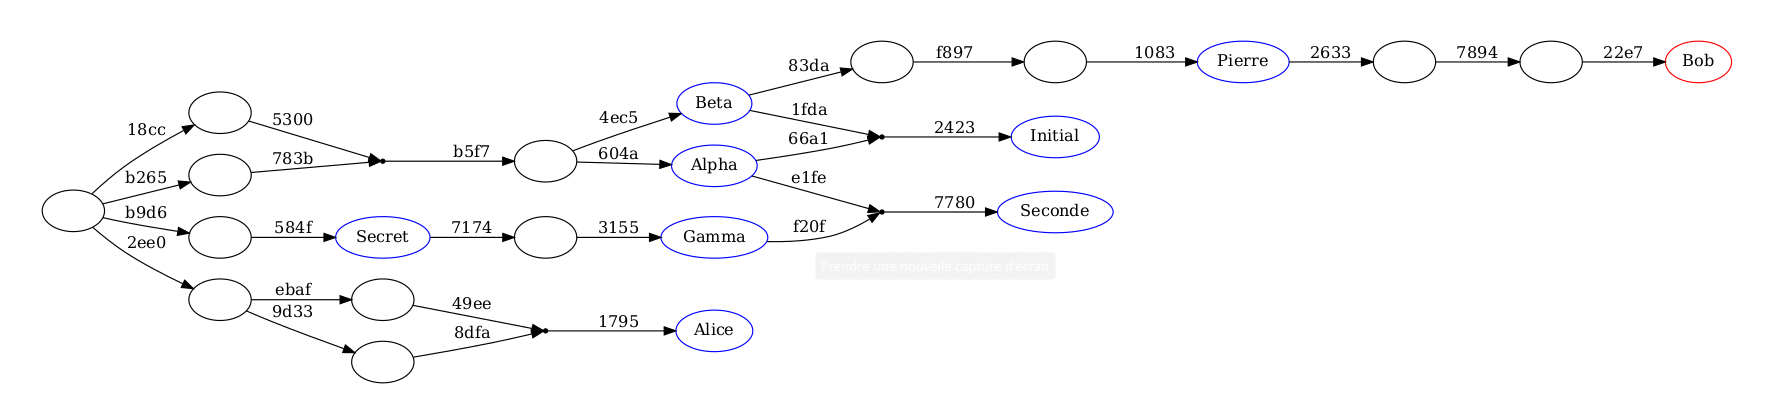 f897
1083
Pierre
2633
7894
22e7
Bob
83da
Beta
1fda
18cc
5300
4ec5
2423
Initial
66a1
783b
b5f7
604a
Alpha
e1fe
b265
b9d6
7780
Seconde
584f
Secret
7174
3155
Gamma
f20f
2ee0
Prendre une nouvelle capture d'écran
ebaf
9d33
49ee
8dfa
1795
Alice